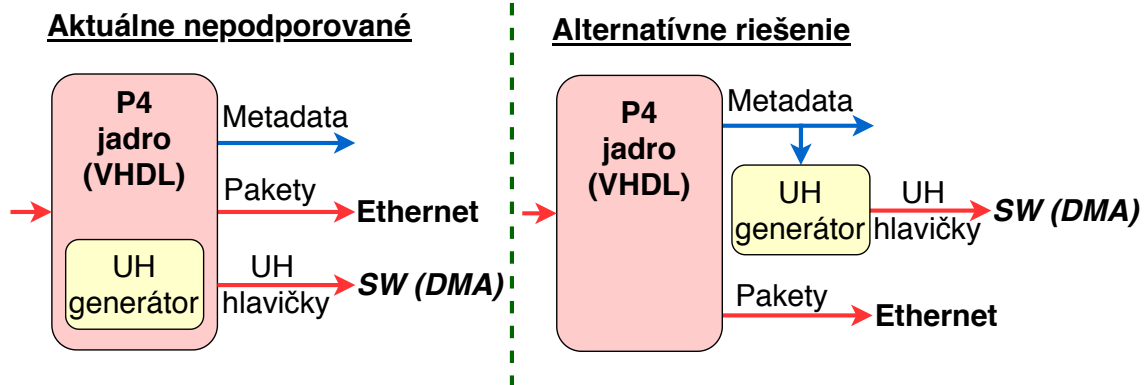 Aktuálne nepodporované
P4
jadro
(VHDL)
Metadata
Pakety
Ethernet
UH
generátor
UH
hlavičky
SW (DMA)
Alternatívne riešenie
P4
jadro
(VHDL)
Metadata
UH
generátor
UH
hlavičky
SW (DMA)
Pakety
Ethernet